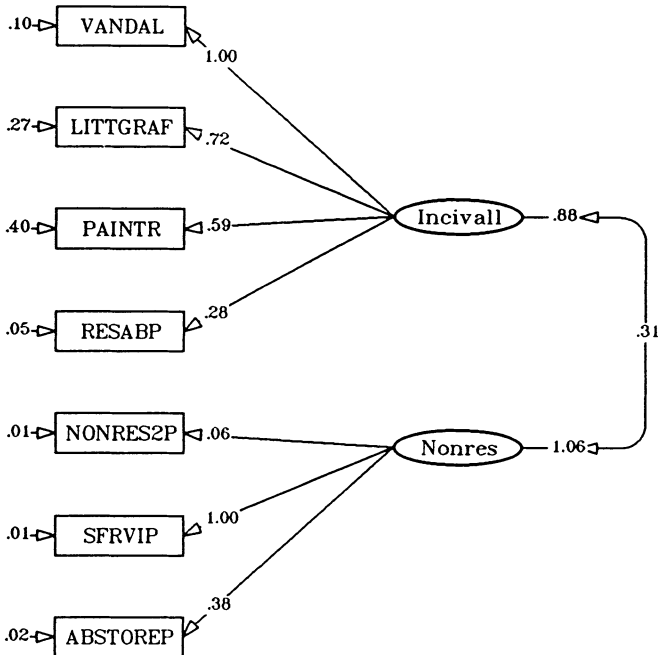 .10 VANDAL
1.00
.27 LITTGRAF .72
.40 PAINTR .59 Incivall .88
.28
.05 RESABP .31
.01 NONRES2P .06 Nonres 1.06
1.00
.01 SFRVIP
.38
.02 ABSTOREP